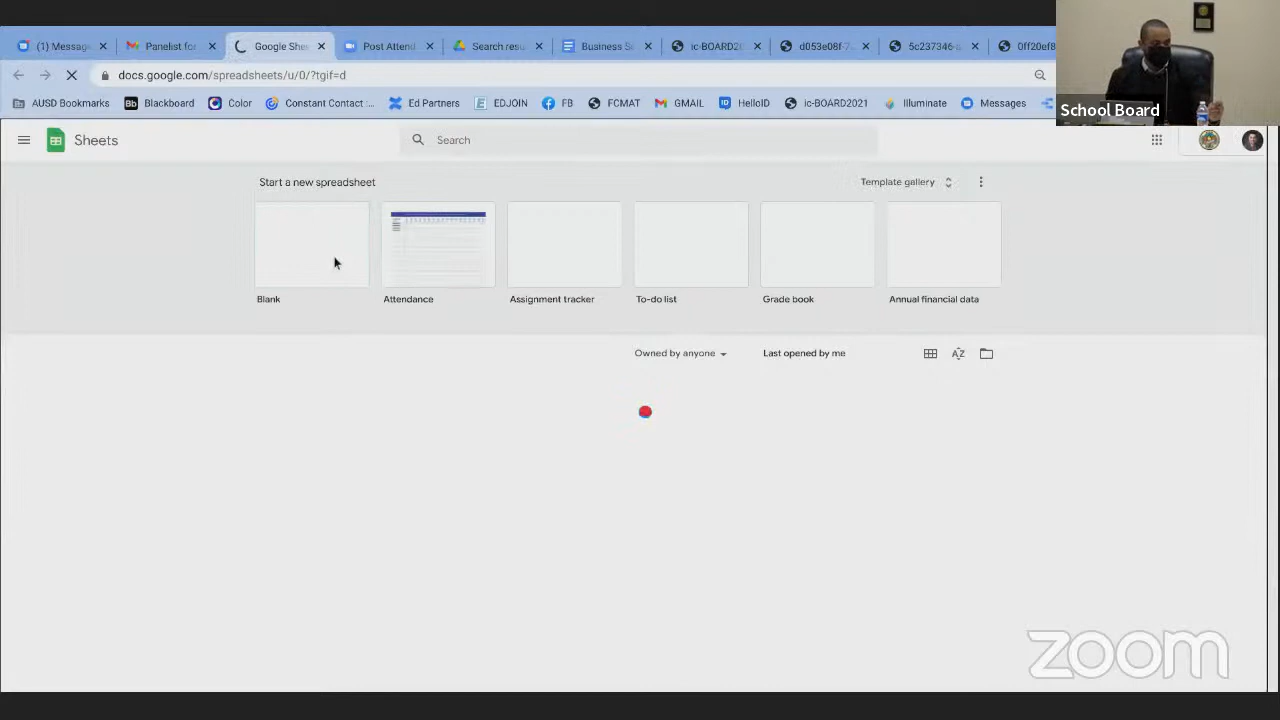 (1) Messag
Panelist for
Google She
Post Attend
Search resu
Business S
ic-BOARD20
d053e08f-7
5c237346-a
0ff20ef8
docs.google.com/spreadsheets/u/0/?tgif=d
AUSD Bookmarks
Bb Blackboard
Color
Constant Contact :...
Ed Partners
E EDJOIN
FB
FCMAT
GMAIL
HelloID
ic-BOARD2021
Illuminate
Messages
School Board
Sheets
Search
Start a new spreadsheet
Template gallery
Blank
Attendance
Assignment tracker
To-do list
Grade book
Annual financial data
Owned by anyone
Last opened by me
AZ
zoom